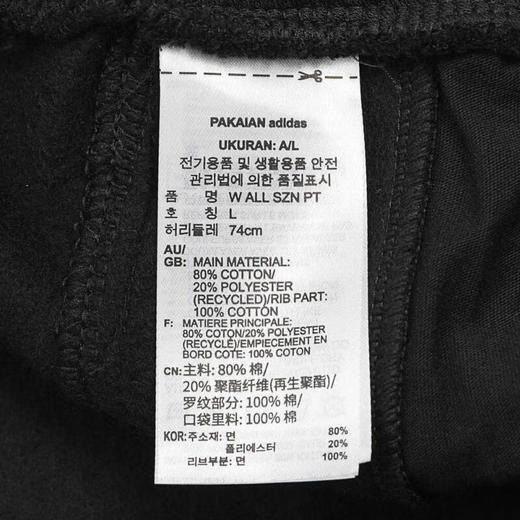 PAKAIAN adidas
UKURAN: A/L
전기용품 및 생활용품 안전
관리법에 의한 품질표시
품 명 W ALL SZN PT
호 칭 L
허리둘레 74cm
AU/
GB: MAIN MATERIAL:
80% COTTON/
20% POLYESTER
(RECYCLED)/RIB PART:
100% COTTON
F: MATIERE PRINCIPALE:
80% COTON/20% POLYESTER
(RECYCLÉ)/EMPIECEMENT EN
BORD COTE: 100% COTON
CN: 主料: 80% 棉/
20% 聚酯纤维(再生聚酯)/
罗纹部分: 100% 棉/
口袋里料: 100% 棉
KOR: 주소재: 면 80%
폴리에스터 20%
리브부분: 면 100%